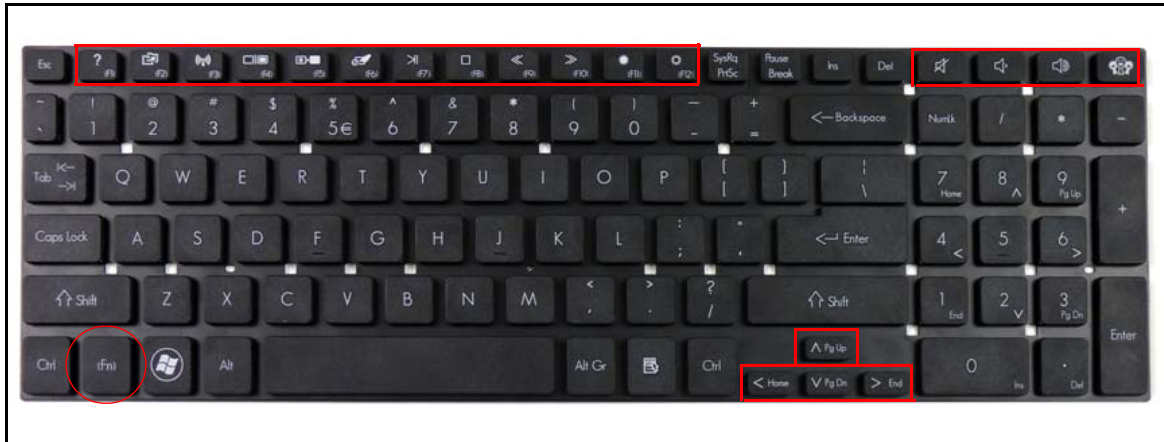 Esc ? (F1) (F2) (F3) (F4) (F5) (F6) (F7) (F8) (F9) (F10) (F11) (F12) SysRq PrtSc Pause Break Ins Del
~ ` ! 1 @ 2 # 3 $ 4 % 5€ ^ 6 & 7 * 8 ( 9 ) 0 _ - + = <— Backspace NumLk / * -
Tab Q W E R T Y U I O P { [ } ] ¦ \ 7 Home 8 ʌ 9 Pg Up +
Caps Lock A S D F G H J K L : ; " ' Enter 4 < 5 6 >
Shift Z X C V B N M < , > . ? / Shift 1 End 2 v 3 Pg Dn Enter
Ctrl (Fn) Alt Alt Gr Ctrl ʌ Pg Up 0 Ins . Del
< Home v Pg Dn > End